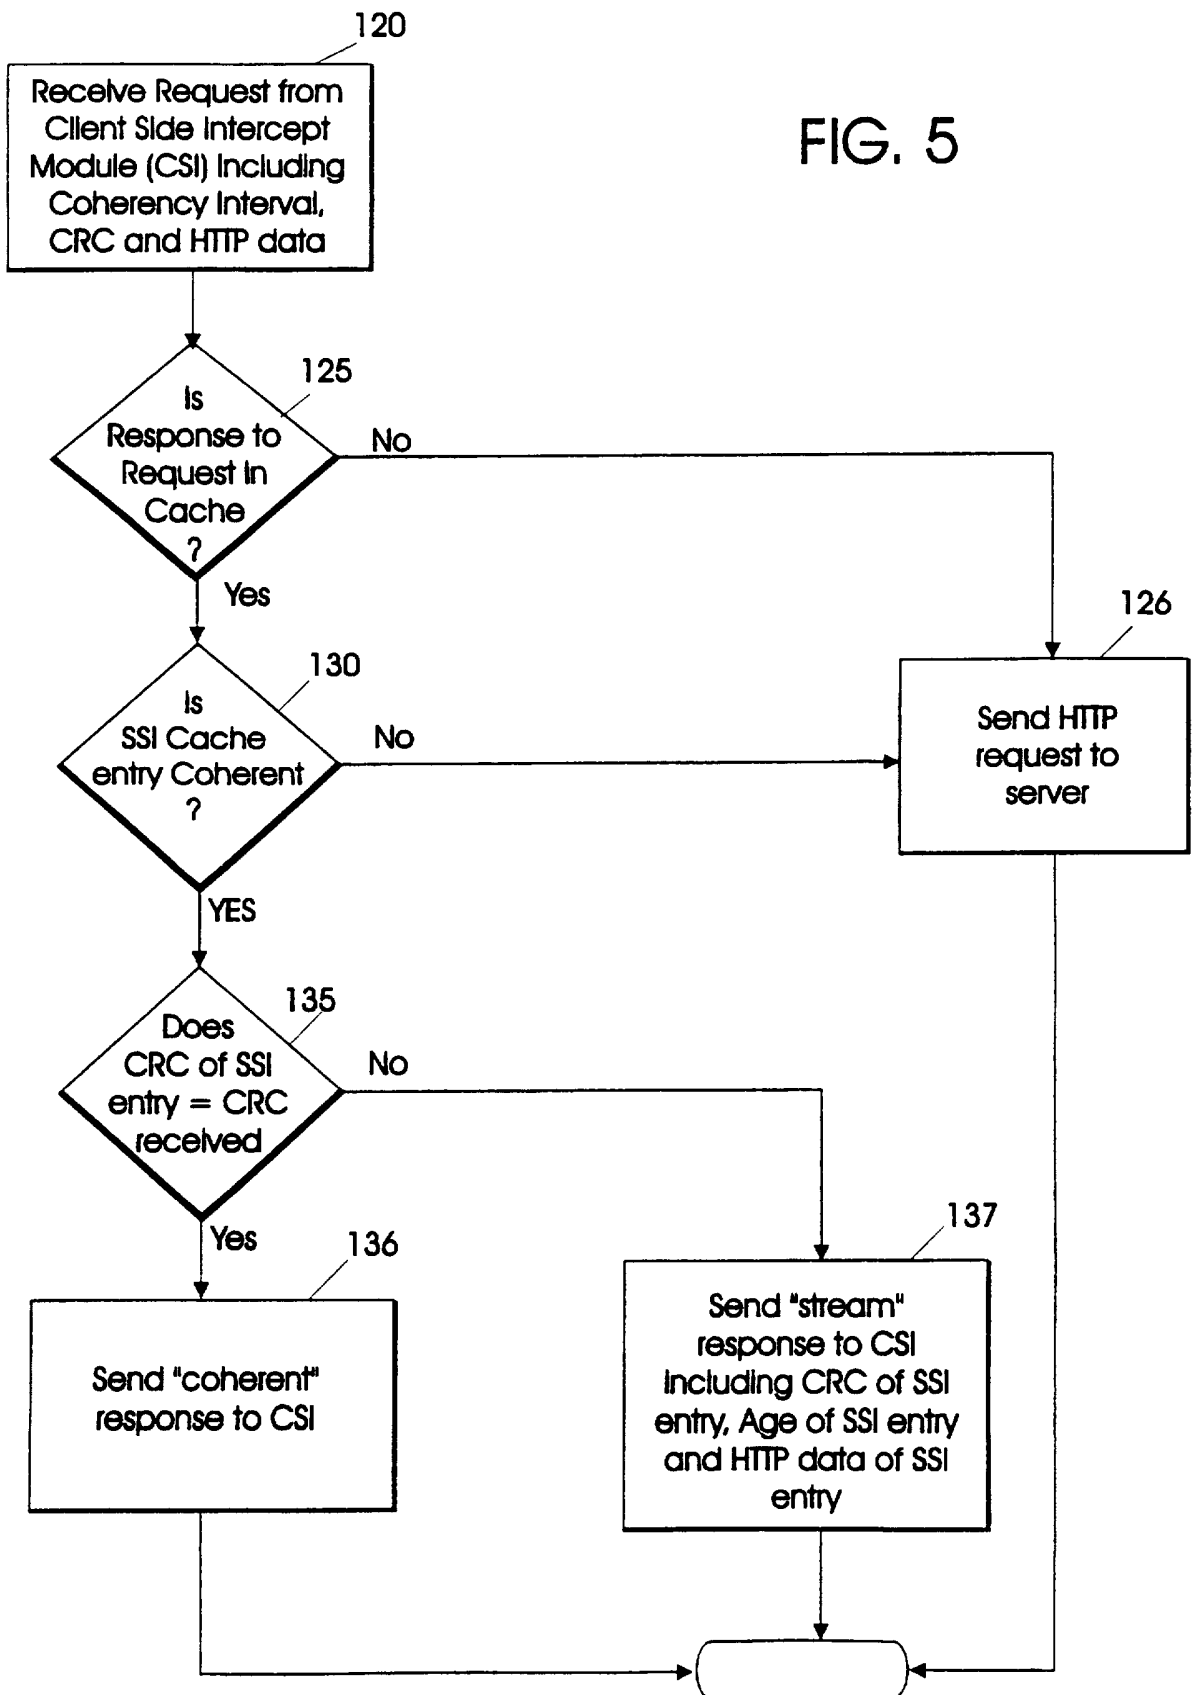 120
Receive Request from
Client Side Intercept
Module (CSI) Including
Coherency Interval,
CRC and HTTP data
FIG. 5
125
Is
Response to
Request in
Cache
?
No
Yes
126
Send HTTP
request to
server
130
Is
SSI Cache
entry Coherent
?
No
YES
135
Does
CRC of SSI
entry = CRC
received
No
Yes
136
Send "coherent"
response to CSI
137
Send "stream"
response to CSI
including CRC of SSI
entry, Age of SSI entry
and HTTP data of SSI
entry